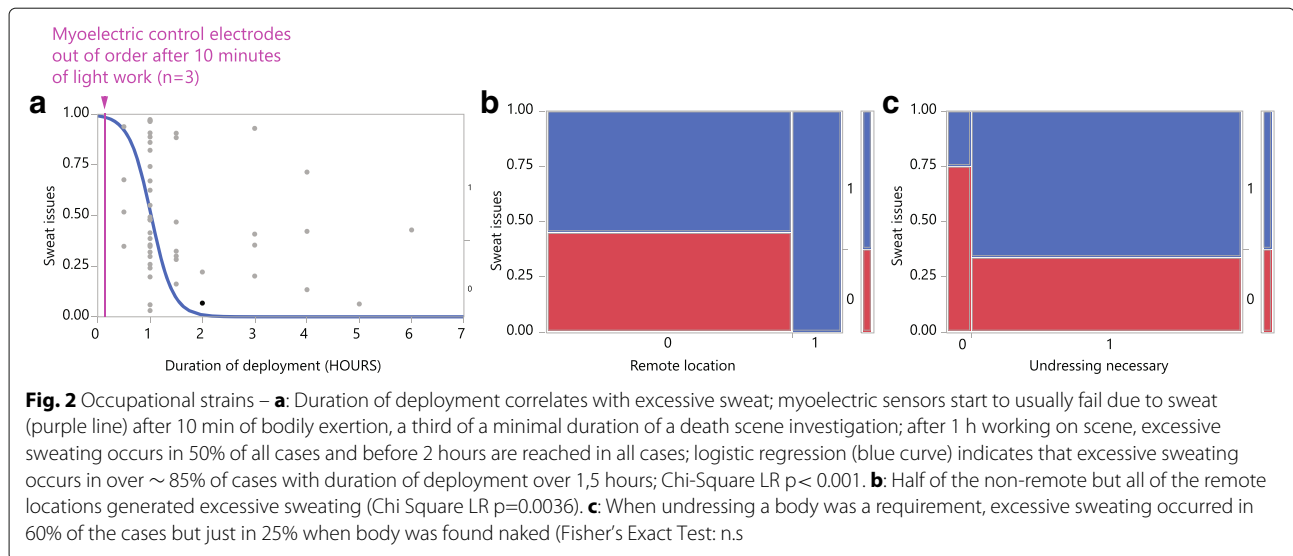 Myoelectric control electrodes
out of order after 10 minutes
of light work (n=3)
a
1.00
0.75
0.50
0.25
0.00
Sweat issues
1
0
0 1 2 3 4 5 6 7
Duration of deployment (HOURS)
b
1.00
0.75
0.50
0.25
0.00
Sweat issues
1
0
0 1
Remote location
c
1.00
0.75
0.50
0.25
0.00
Sweat issues
1
0
0 1
Undressing necessary
Fig. 2 Occupational strains – a: Duration of deployment correlates with excessive sweat; myoelectric sensors start to usually fail due to sweat
(purple line) after 10 min of bodily exertion, a third of a minimal duration of a death scene investigation; after 1 h working on scene, excessive
sweating occurs in 50% of all cases and before 2 hours are reached in all cases; logistic regression (blue curve) indicates that excessive sweating
occurs in over ∼ 85% of cases with duration of deployment over 1,5 hours; Chi-Square LR p< 0.001. b: Half of the non-remote but all of the remote
locations generated excessive sweating (Chi Square LR p=0.0036). c: When undressing a body was a requirement, excessive sweating occurred in
60% of the cases but just in 25% when body was found naked (Fisher's Exact Test: n.s